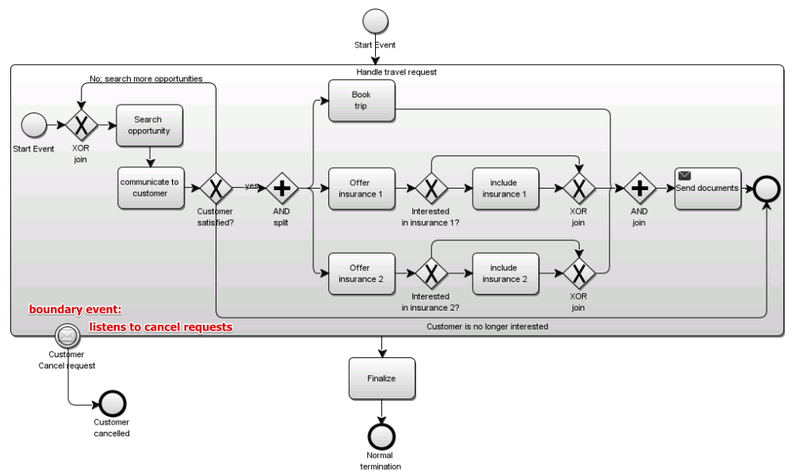 Start Event
Handle travel request
No; search more opportunities
Book
trip
Search
opportunity
Start Event
XOR
join
communicate to
customer
Customer
satisfied?
yes
AND
split
Offer
insurance 1
Interested
in insurance 1?
include
insurance 1
XOR
join
AND
join
Send documents
Offer
insurance 2
Interested
in insurance 2?
include
insurance 2
XOR
join
boundary event:
listens to cancel requests
Customer is no longer interested
Customer
Cancel request
Finalize
Customer
cancelled
Normal
termination